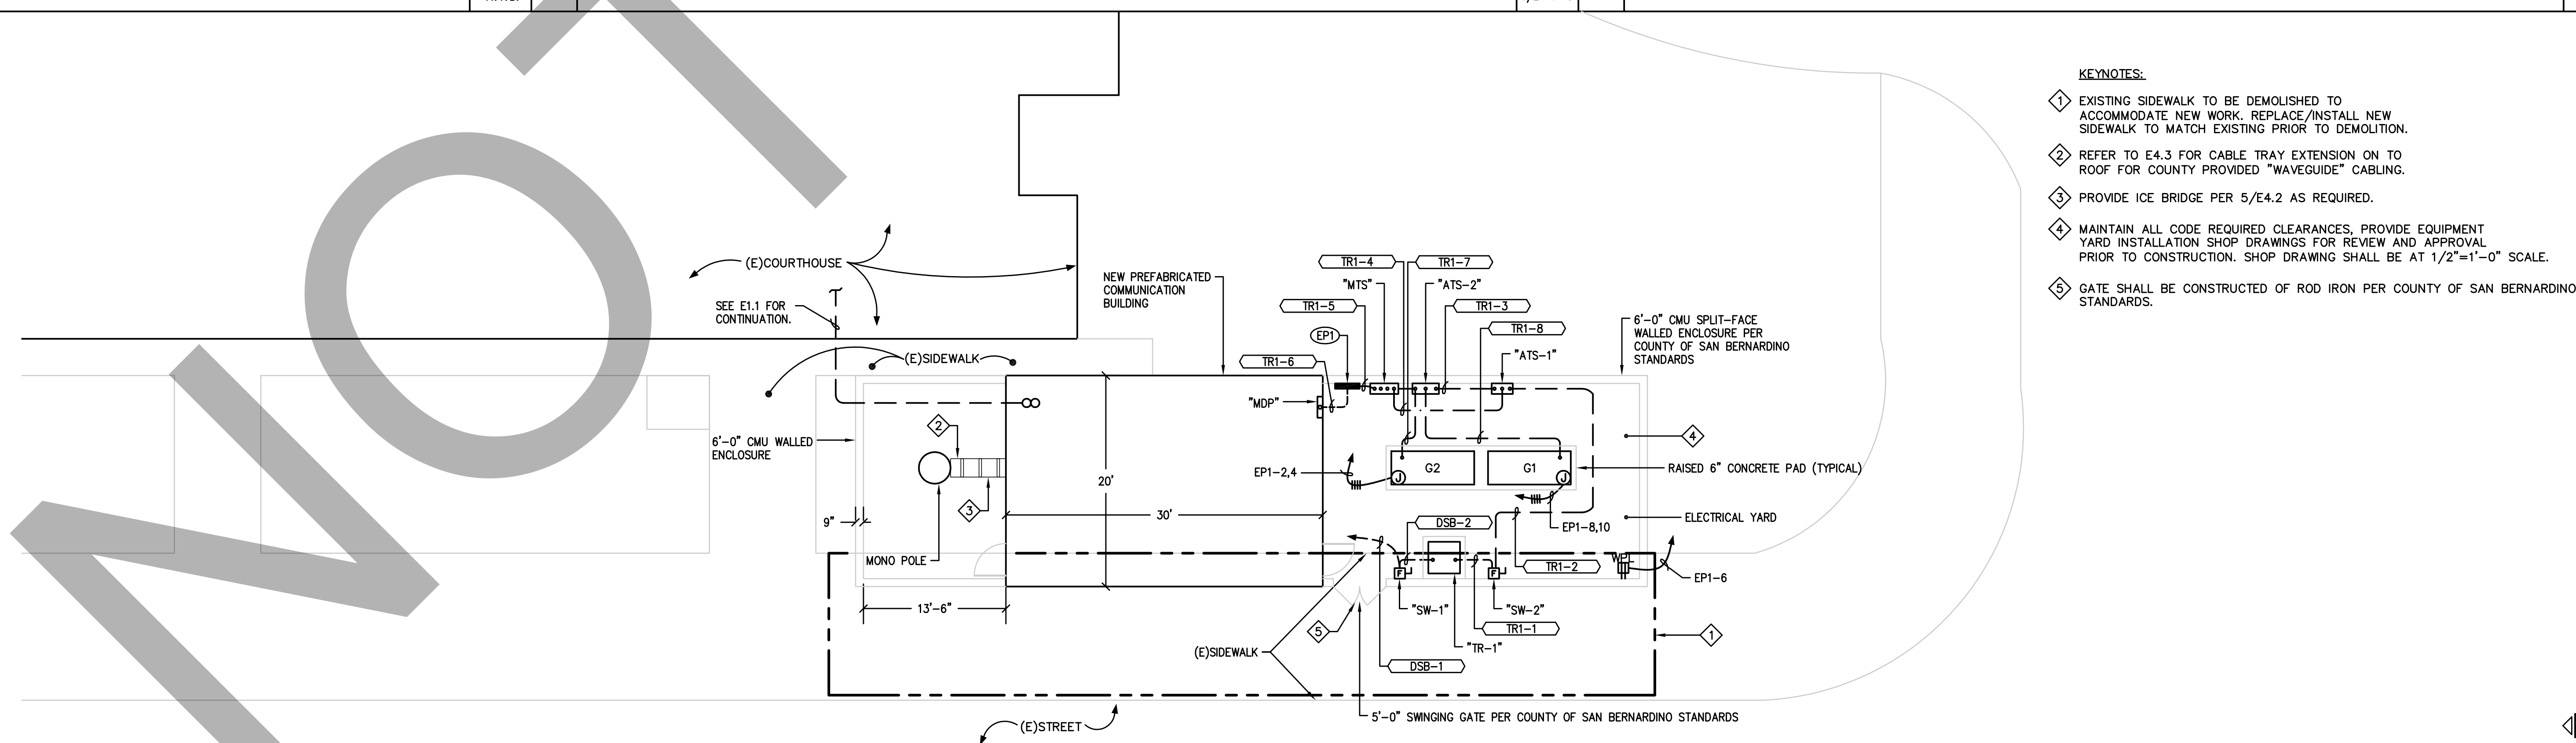 KEYNOTES:
1 EXISTING SIDEWALK TO BE DEMOLISHED TO
ACCOMMODATE NEW WORK. REPLACE/INSTALL NEW
SIDEWALK TO MATCH EXISTING PRIOR TO DEMOLITION.
2 REFER TO E4.3 FOR CABLE TRAY EXTENSION ON TO
ROOF FOR COUNTY PROVIDED "WAVEGUIDE" CABLING.
3 PROVIDE ICE BRIDGE PER 5/E4.2 AS REQUIRED.
4 MAINTAIN ALL CODE REQUIRED CLEARANCES, PROVIDE EQUIPMENT
YARD INSTALLATION SHOP DRAWINGS FOR REVIEW AND APPROVAL
PRIOR TO CONSTRUCTION. SHOP DRAWING SHALL BE AT 1/2"=1'-0" SCALE.
5 GATE SHALL BE CONSTRUCTED OF ROD IRON PER COUNTY OF SAN BERNARDINO
STANDARDS.
(E)COURTHOUSE
SEE E1.1 FOR
CONTINUATION.
(E)SIDEWALK
NEW PREFABRICATED
COMMUNICATION
BUILDING
TR1-4
TR1-7
"MTS"
"ATS-2"
TR1-5
TR1-3
EP1
TR1-8
TR1-6
"ATS-1"
6'-0" CMU SPLIT-FACE
WALLED ENCLOSURE PER
COUNTY OF SAN BERNARDINO
STANDARDS
"MDP"
6'-0" CMU WALLED
ENCLOSURE
2
4
EP1-2,4
G2
G1
J
J
RAISED 6" CONCRETE PAD (TYPICAL)
20'
3
30'
9"
DSB-2
EP1-8,10
ELECTRICAL YARD
MONO POLE
F
F
TR1-2
WPL
EP1-6
13'-6"
"SW-1"
"SW-2"
5
TR1-1
1
(E)SIDEWALK
"TR-1"
DSB-1
5'-0" SWINGING GATE PER COUNTY OF SAN BERNARDINO STANDARDS
(E)STREET
NOT